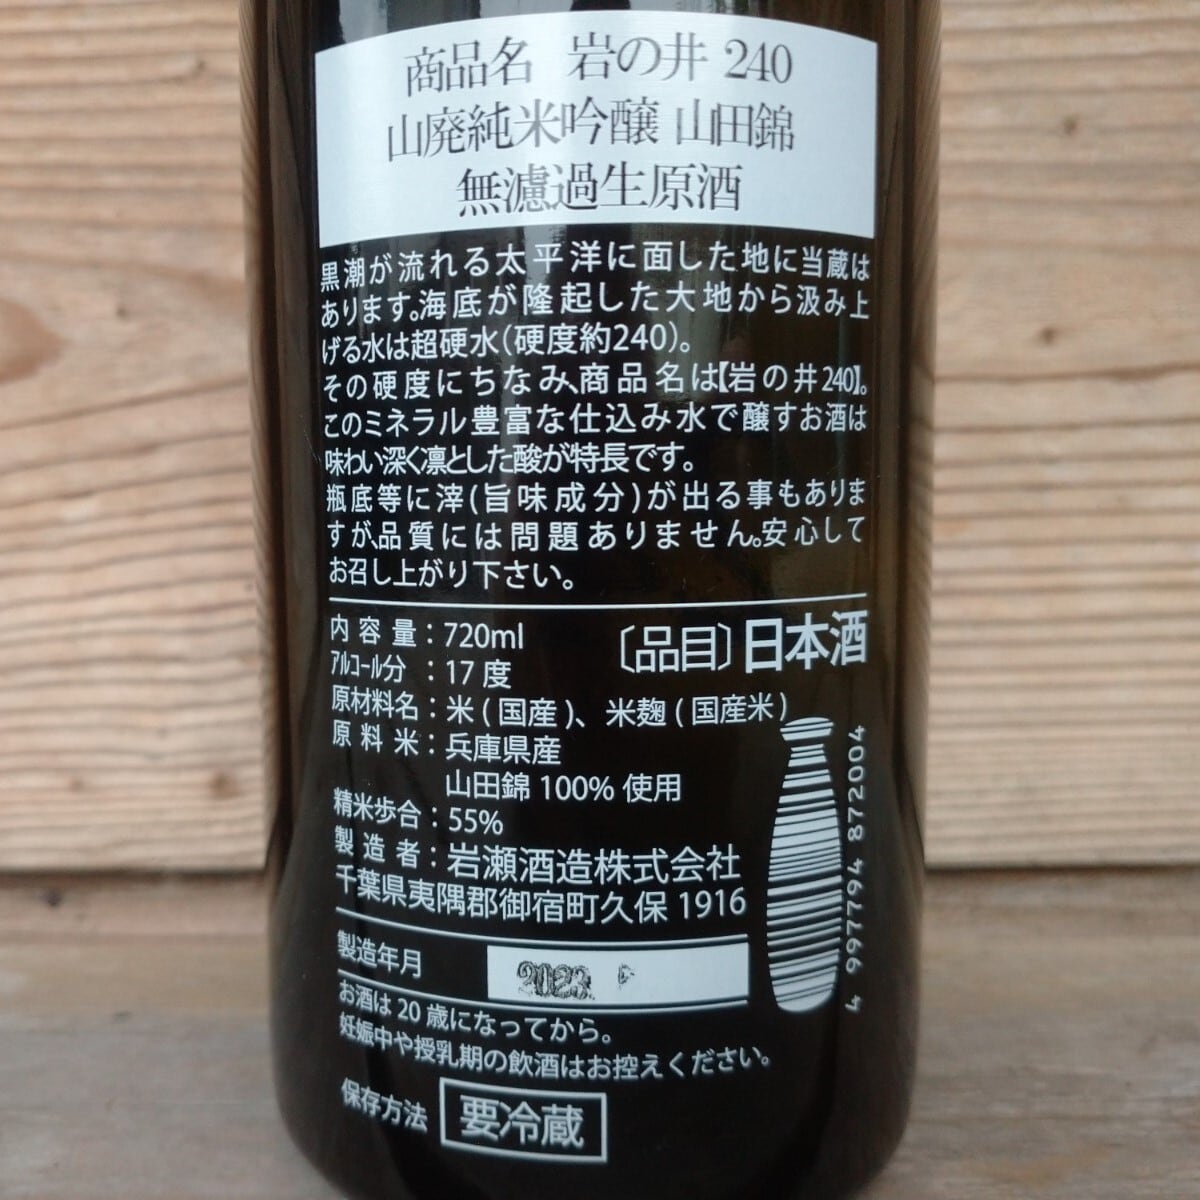 商品名 岩の井 240
山廃純米吟醸 山田錦
無濾過生原酒
黒潮が流れる太平洋に面した地に当蔵は
あります。海底が隆起した大地から汲み上
げる水は超硬水(硬度約240)。
その硬度にちなみ、商品名は【岩の井240】。
このミネラル豊富な仕込み水で醸すお酒は
味わい深く凛とした酸が特長です。
瓶底等に滓(旨味成分)が出る事もありま
すが、品質には問題ありません。安心して
お召し上がり下さい。
内容量:720ml
〔品目〕日本酒
アルコール分:17度
原材料名:米(国産)、米麹(国産米)
原料米:兵庫県産
山田錦 100% 使用
精米歩合:55%
製造者:岩瀬酒造株式会社
千葉県夷隅郡御宿町久保 1916
4 997794 872004
製造年月
2023.
お酒は20歳になってから。
妊娠中や授乳期の飲酒はお控えください。
保存方法 要冷蔵